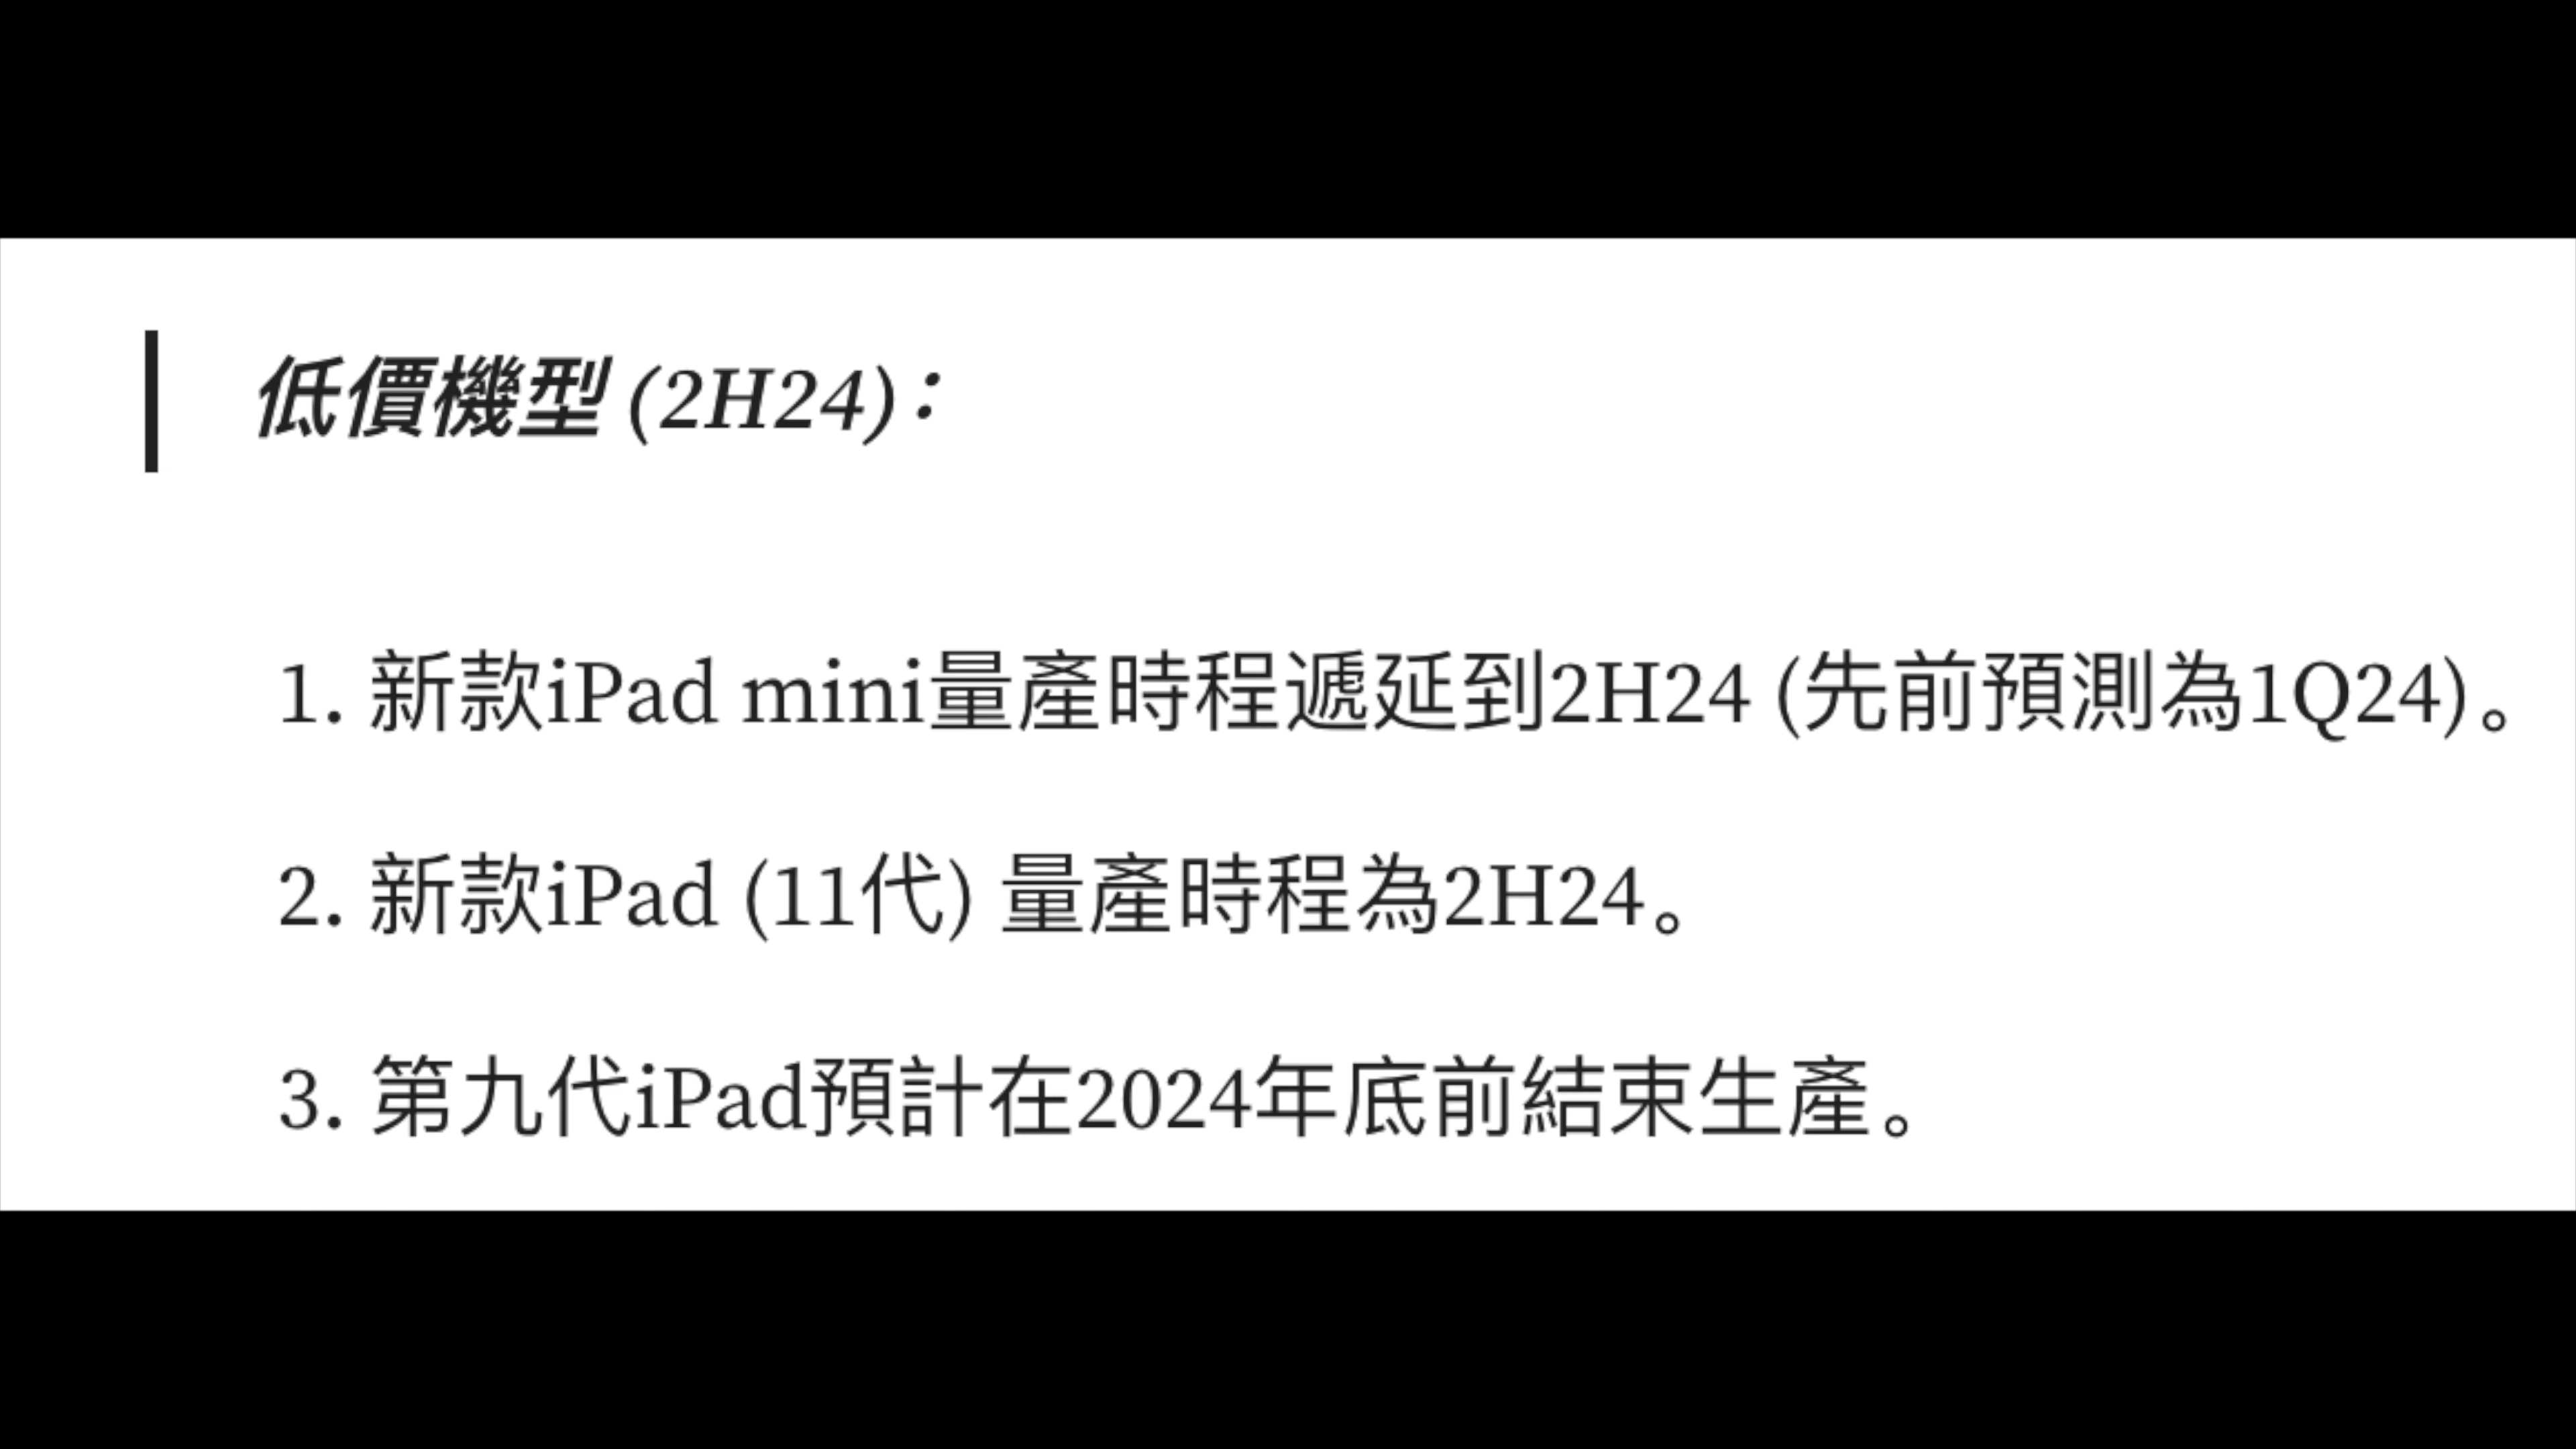 低價機型 (2H24)：
1. 新款iPad mini量產時程遞延到2H24 (先前預測為1Q24)。
2. 新款iPad (11代) 量產時程為2H24。
3. 第九代iPad預計在2024年底前結束生產。